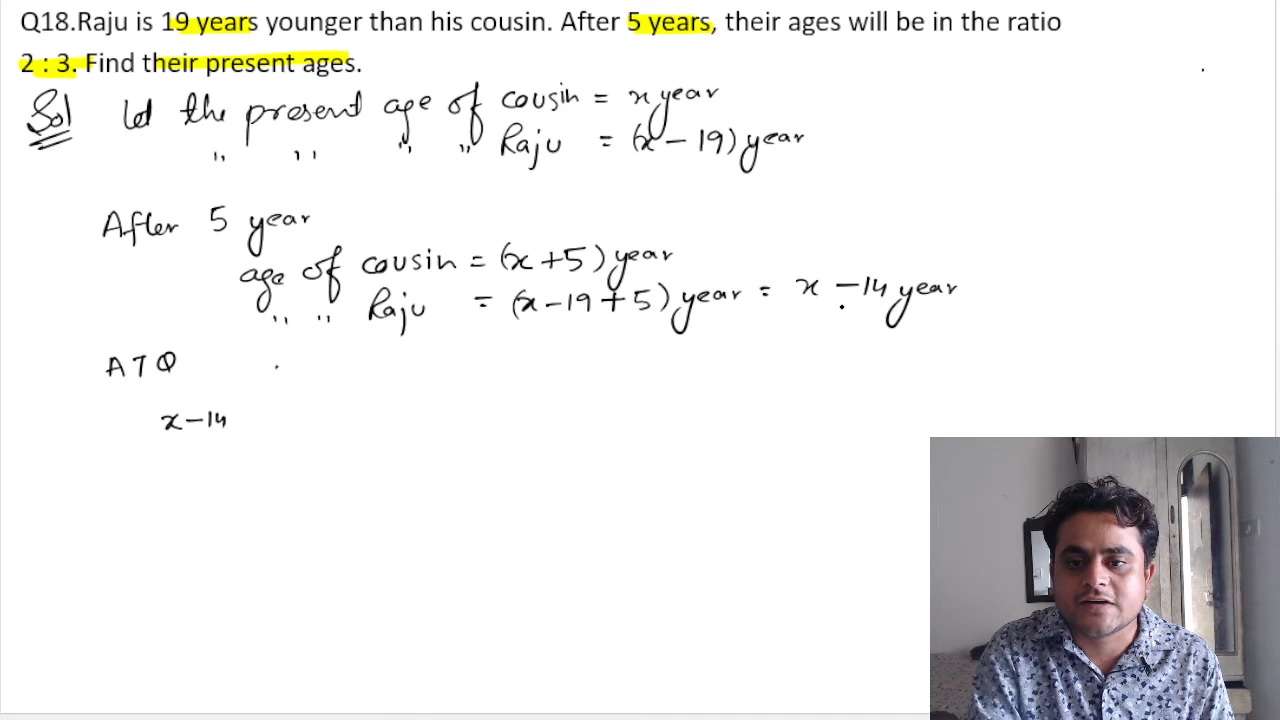 Q18.Raju is 19 years younger than his cousin. After 5 years, their ages will be in the ratio
2 : 3. Find their present ages.
Sol Let the present age of cousin = x year
" " " " Raju = (x - 19) year
After 5 year
age of cousin = (x + 5) year
" " Raju = (x - 19 + 5) year = x - 14 year
A T Q
x - 14